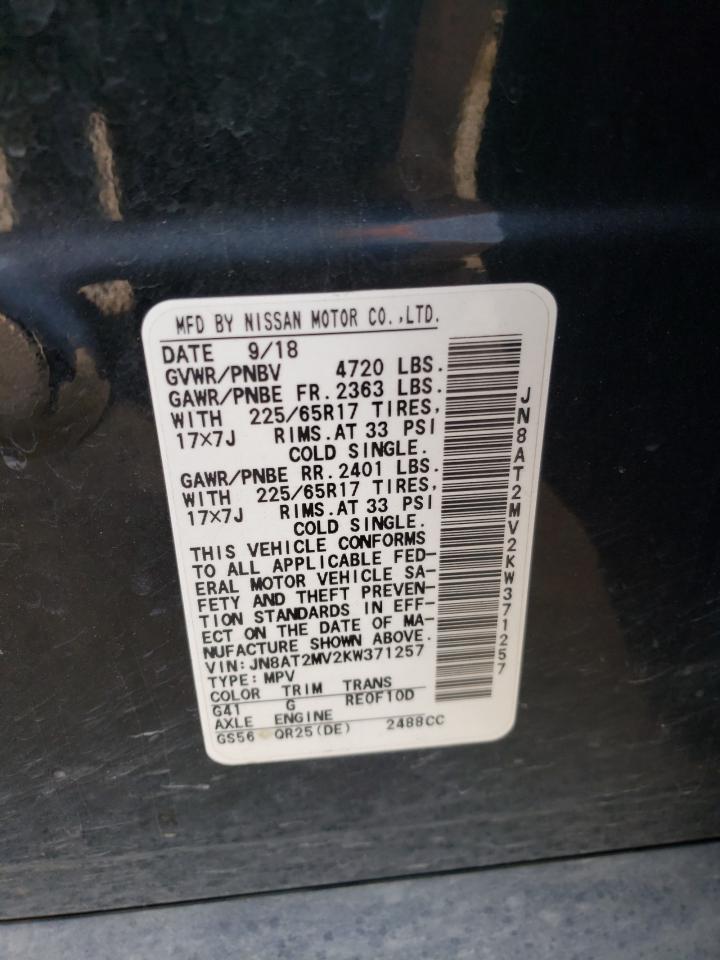 MFD BY NISSAN MOTOR CO.,LTD.
DATE 9/18
GVWR/PNBV 4720 LBS.
GAWR/PNBE FR. 2363 LBS.
WITH 225/65R17 TIRES,
17×7J RIMS.AT 33 PSI
COLD SINGLE.
GAWR/PNBE RR. 2401 LBS.
WITH 225/65R17 TIRES,
17×7J RIMS.AT 33 PSI
COLD SINGLE.
THIS VEHICLE CONFORMS
TO ALL APPLICABLE FED-
ERAL MOTOR VEHICLE SA-
FETY AND THEFT PREVEN-
TION STANDARDS IN EFF-
ECT ON THE DATE OF MA-
NUFACTURE SHOWN ABOVE.
VIN:JN8AT2MV2KW371257
TYPE:MPV
COLOR TRIM TRANS
G41 G RE0F10D
AXLE ENGINE
GS56 QR25(DE) 2488CC
JN8AT2MV2KW371257